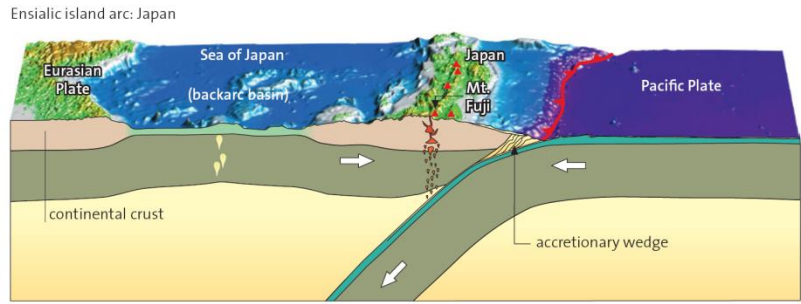 Ensialic island arc: Japan
Sea of Japan
(backarc basin)
Eurasian
Plate
Japan
Mt.
Fuji
Pacific Plate
continental crust
accretionary wedge